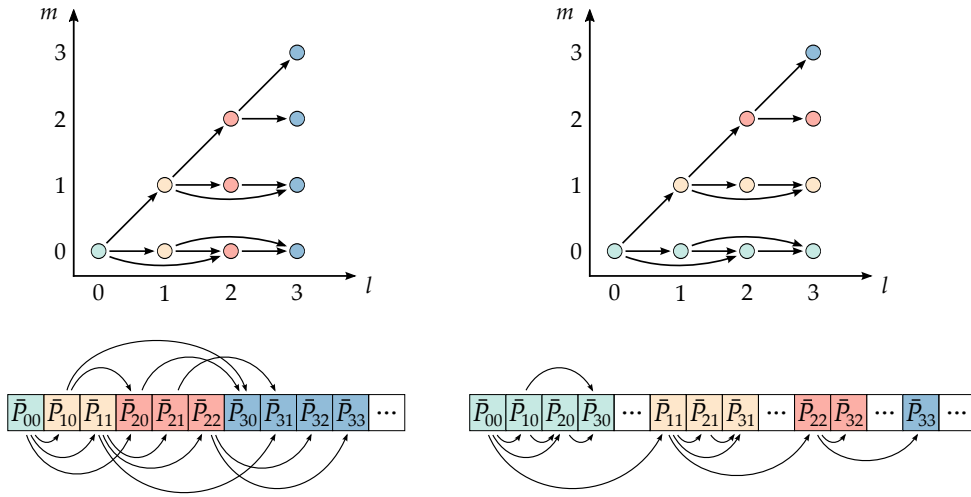 m
3
2
1
0
0 1 2 3 l
m
3
2
1
0
0 1 2 3 l
P̄₀₀ P̄₁₀ P̄₁₁ P̄₂₀ P̄₂₁ P̄₂₂ P̄₃₀ P̄₃₁ P̄₃₂ P̄₃₃ ...
P̄₀₀ P̄₁₀ P̄₂₀ P̄₃₀ ... P̄₁₁ P̄₂₁ P̄₃₁ ... P̄₂₂ P̄₃₂ ... P̄₃₃ ...